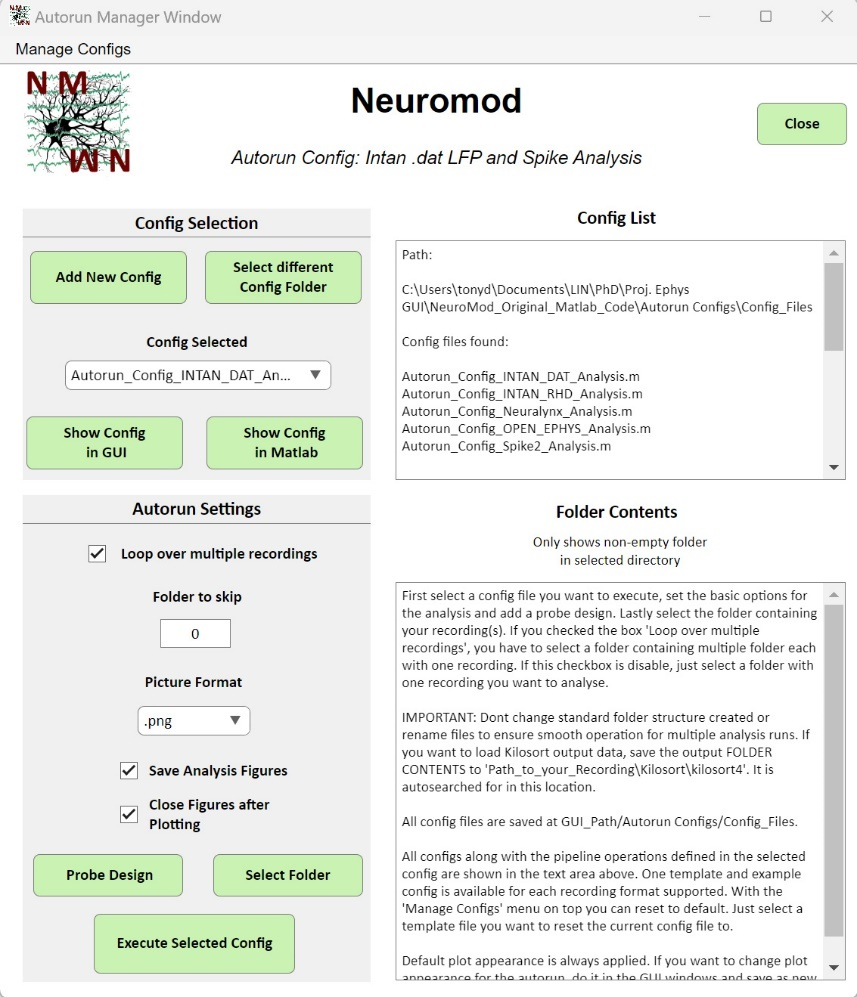 Autorun Manager Window
Manage Configs
N M
M N
Neuromod
Autorun Config: Intan .dat LFP and Spike Analysis
Close
Config Selection
Add New Config
Select different
Config Folder
Config Selected
Autorun_Config_INTAN_DAT_An...
Show Config
in GUI
Show Config
in Matlab
Config List
Path:
C:\Users\tonyd\Documents\LIN\PhD\Proj. Ephys
GUI\NeuroMod_Original_Matlab_Code\Autorun Configs\Config_Files
Config files found:
Autorun_Config_INTAN_DAT_Analysis.m
Autorun_Config_INTAN_RHD_Analysis.m
Autorun_Config_Neuralynx_Analysis.m
Autorun_Config_OPEN_EPHYS_Analysis.m
Autorun_Config_Spike2_Analysis.m
Autorun Settings
Loop over multiple recordings
Folder to skip
0
Picture Format
.png
Save Analysis Figures
Close Figures after
Plotting
Probe Design
Select Folder
Execute Selected Config
Folder Contents
Only shows non-empty folder
in selected directory
First select a config file you want to execute, set the basic options for
the analysis and add a probe design. Lastly select the folder containing
your recording(s). If you checked the box 'Loop over multiple
recordings', you have to select a folder containing multiple folder each
with one recording. If this checkbox is disable, just select a folder with
one recording you want to analyse.
IMPORTANT: Dont change standard folder structure created or
rename files to ensure smooth operation for multiple analysis runs. If
you want to load Kilosort output data, save the output FOLDER
CONTENTS to 'Path_to_your_Recording\Kilosort\kilosort4'. It is
autosearched for in this location.
All config files are saved at GUI_Path/Autorun Configs/Config_Files.
All configs along with the pipeline operations defined in the selected
config are shown in the text area above. One template and example
config is available for each recording format supported. With the
'Manage Configs' menu on top you can reset to default. Just select a
template file you want to reset the current config file to.
Default plot appearance is always applied. If you want to change plot
appearance for the autorun, do it in the GUI windows and save as new